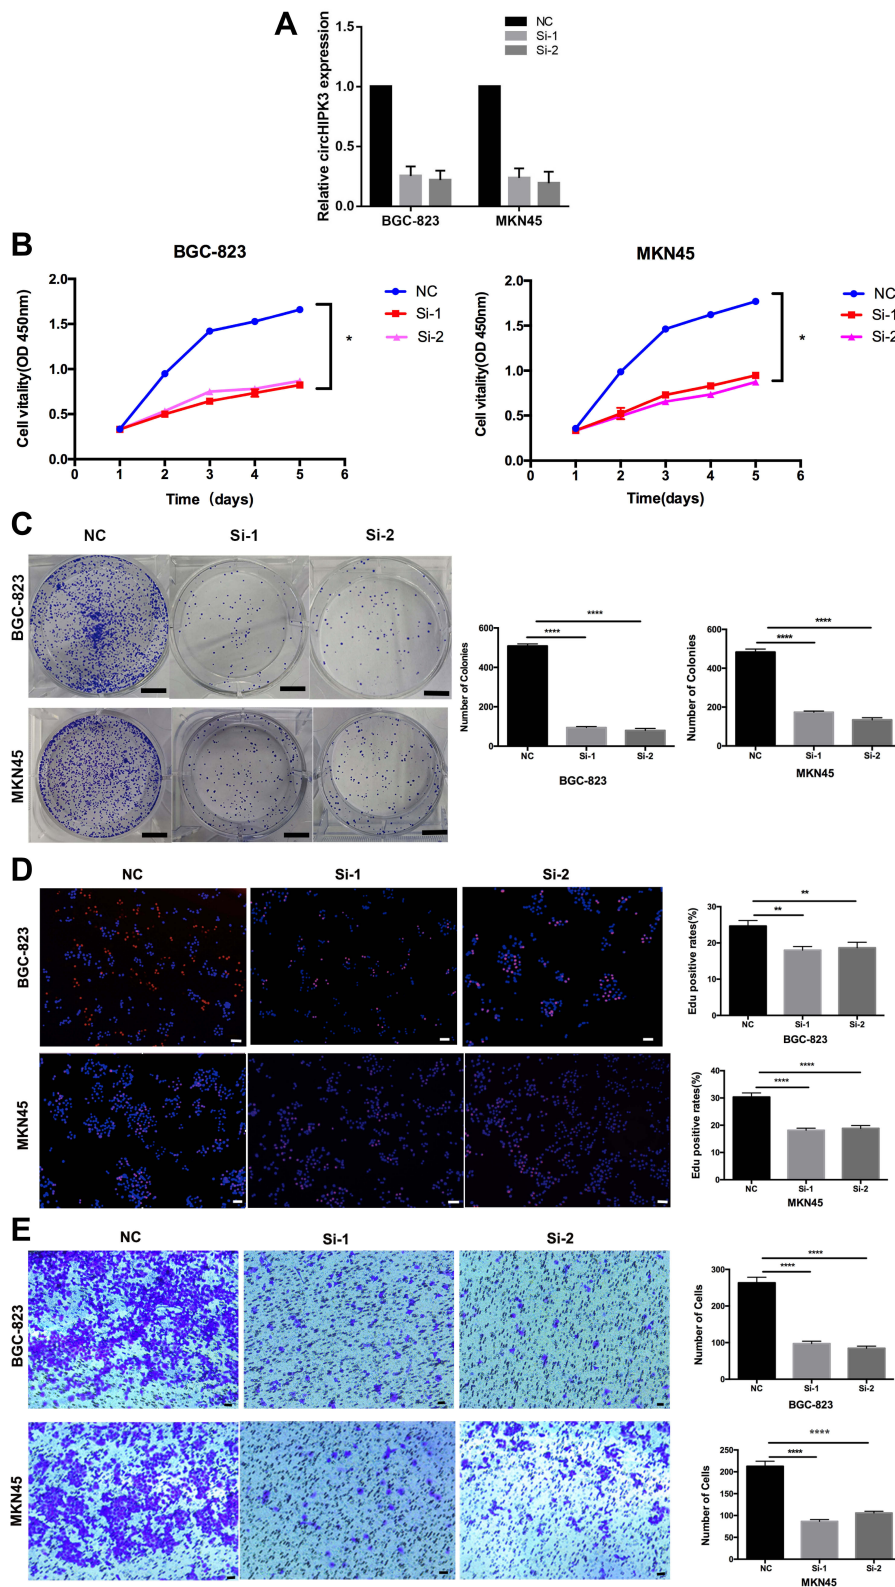 A
NC
Si-1
Si-2
Relative circHIPK3 expression
1.5
1.0
0.5
0.0
BGC-823
MKN45
B
BGC-823
Cell vitality(OD 450nm)
2.0
1.5
1.0
0.5
0.0
0 1 2 3 4 5 6
Time (days)
NC
Si-1
Si-2
*
MKN45
Cell vitality(OD 450nm)
2.0
1.5
1.0
0.5
0.0
0 1 2 3 4 5 6
Time(days)
NC
Si-1
Si-2
*
C
NC Si-1 Si-2
BGC-823
MKN45
Number of Colonies
600
400
200
0
****
****
NC Si-1 Si-2
BGC-823
Number of Colonies
600
400
200
0
****
****
NC Si-1 Si-2
MKN45
D
NC Si-1 Si-2
BGC-823
MKN45
Edu positive rates(%)
30
20
10
0
**
**
NC Si-1 Si-2
BGC-823
Edu positive rates(%)
40
30
20
10
0
****
****
NC Si-1 Si-2
MKN45
E
NC Si-1 Si-2
BGC-823
MKN45
Number of Cells
300
200
100
0
****
****
NC Si-1 Si-2
BGC-823
Number of Cells
250
200
150
100
50
0
****
****
NC Si-1 Si-2
MKN45